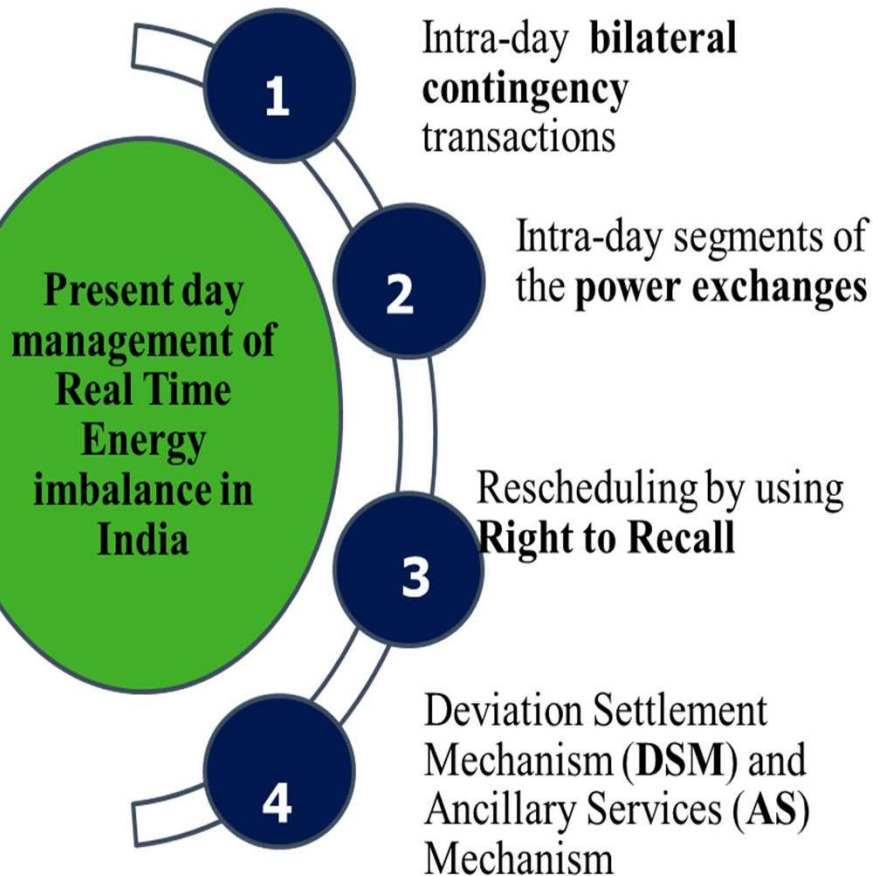 Present day
management of
Real Time
Energy
imbalance in
India
1
Intra-day bilateral
contingency
transactions
2
Intra-day segments of
the power exchanges
3
Rescheduling by using
Right to Recall
4
Deviation Settlement
Mechanism (DSM) and
Ancillary Services (AS)
Mechanism